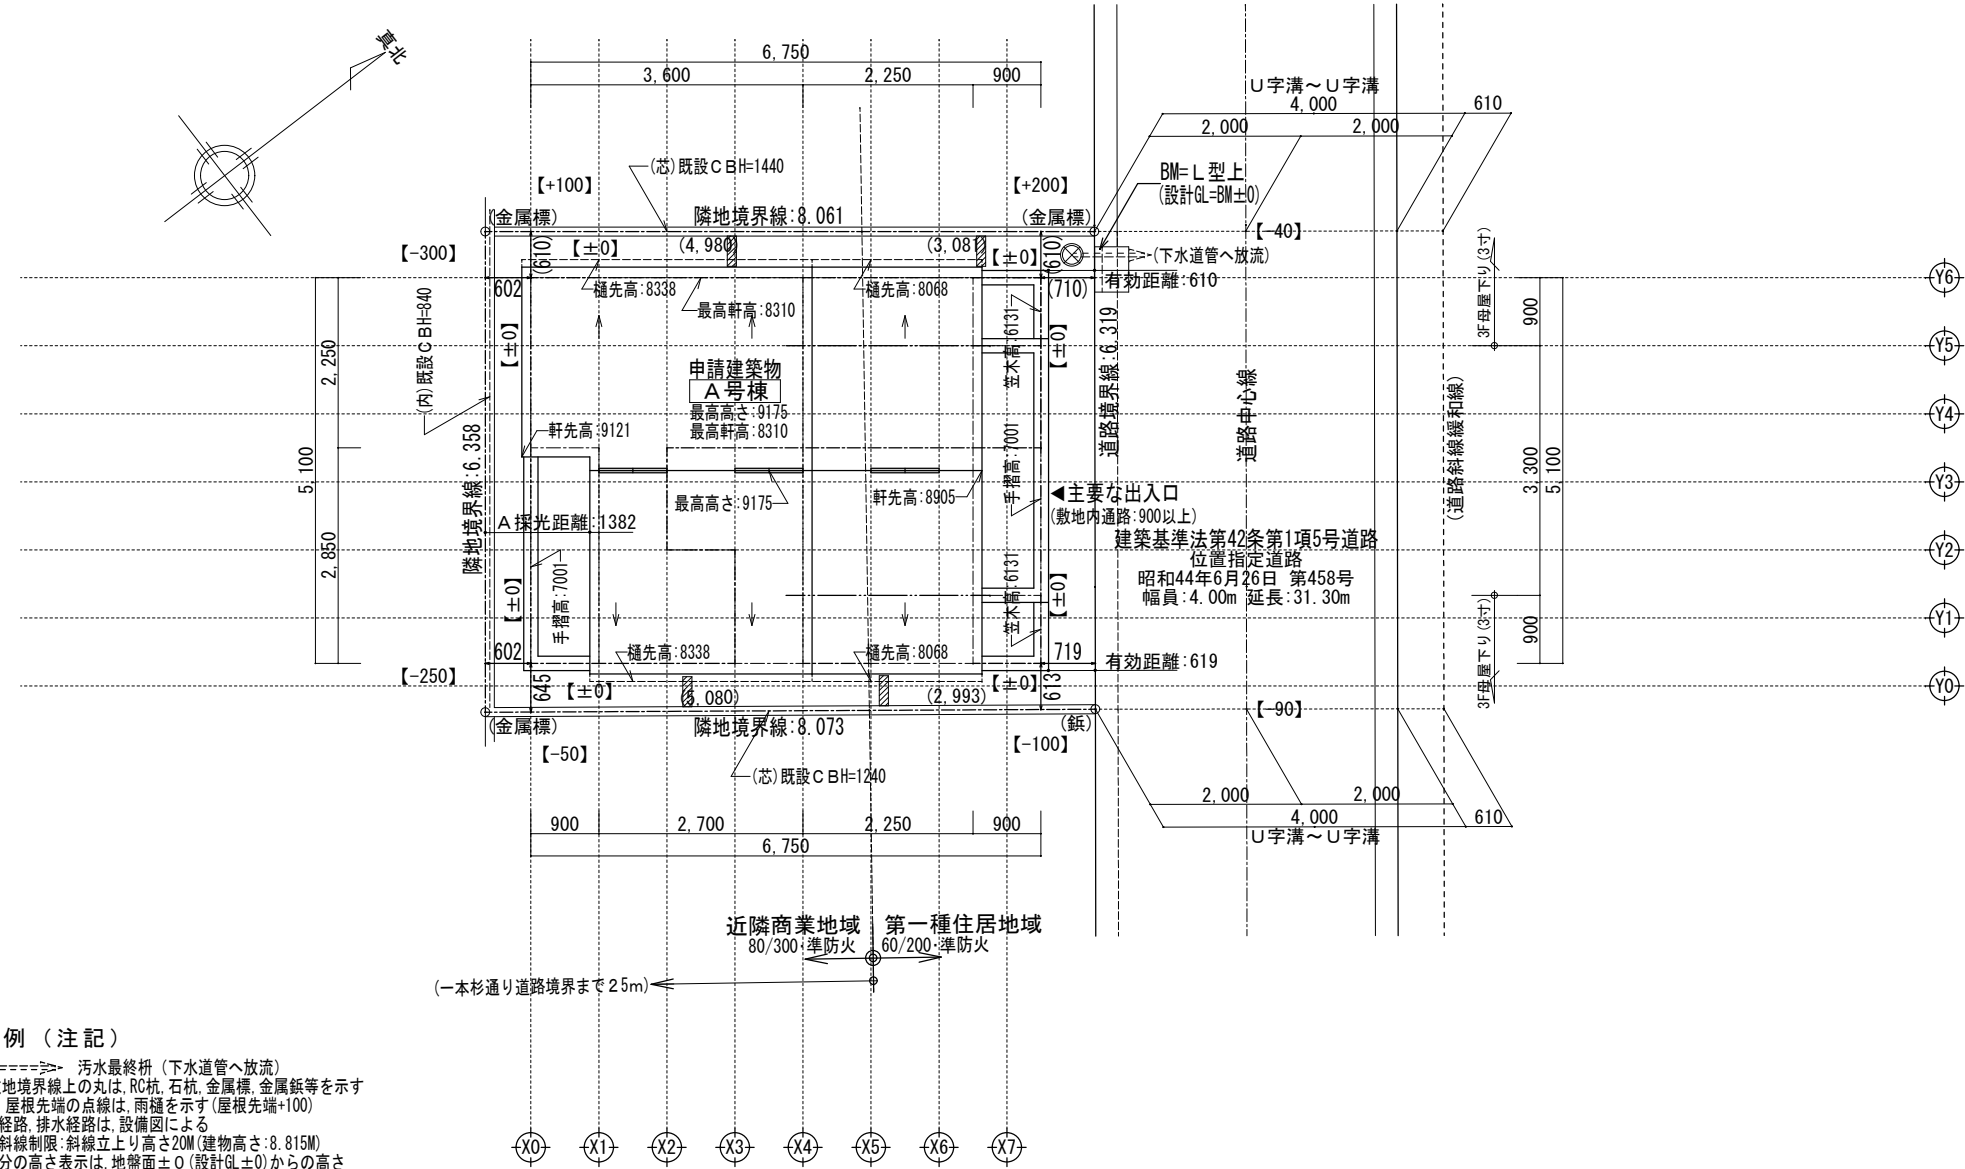 真北
6,750
3,600
2,250
900
U字溝～U字溝
4,000
610
2,000
2,000
(芯)既設CBH=1440
BM=L型上
(設計GL=BM±0)
【+100】
【+200】
(金属標)
隣地境界線:8.061
(金属標)
【-40】
【-300】
(610)
【±0】
(4,980)
(3,081)
【±0】
(610)
(下水道管へ放流)
602
樋先高:8338
樋先高:8068
(710)
有効距離:610
最高軒高:8310
3F母屋下り(3寸)
900
Y6
(内)既設CBH=840
【±0】
笠木高:6131
【±0】
道路境界線:6.319
Y5
2,250
申請建築物
A号棟
最高高さ:9175
最高軒高:8310
道路中心線
(道路斜線緩和線)
Y4
軒先高:9121
5,100
隣地境界線:6.358
手摺高:7001
3,300
5,100
最高高さ:9175
軒先高:8905
◀主要な出入口
(敷地内通路:900以上)
Y3
A採光距離:1382
建築基準法第42条第1項5号道路
位置指定道路
昭和44年6月26日 第458号
幅員:4.00m 延長:31.30m
2,850
Y2
【±0】
手摺高:7001
笠木高:6131
【±0】
3F母屋下り(3寸)
900
Y1
602
樋先高:8338
樋先高:8068
719
有効距離:619
【-250】
645
【±0】
(5,080)
(2,993)
【±0】
613
Y0
(金属標)
隣地境界線:8.073
(鋲)
【-90】
【-50】
【-100】
(芯)既設CBH=1240
2,000
2,000
4,000
610
U字溝～U字溝
900
2,700
2,250
900
6,750
近隣商業地域
第一種住居地域
80/300・準防火
60/200・準防火
(一本杉通り道路境界まで25m)
例（注記）
汚水最終枡（下水道管へ放流）
地境界線上の丸は,RC杭,石杭,金属標,金属鋲等を示す
屋根先端の点線は,雨樋を示す(屋根先端+100)
経路,排水経路は,設備図による
斜線制限:斜線立上り高さ20M(建物高さ:8.815M)
分の高さ表示は,地盤面±0(設計GL±0)からの高さ
X0
X1
X2
X3
X4
X5
X6
X7